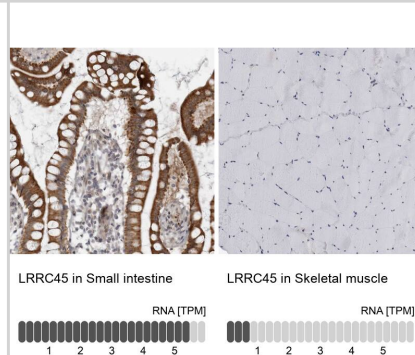 LRRC45 in Small intestine
LRRC45 in Skeletal muscle
RNA [TPM]
RNA [TPM]
1 2 3 4 5
1 2 3 4 5